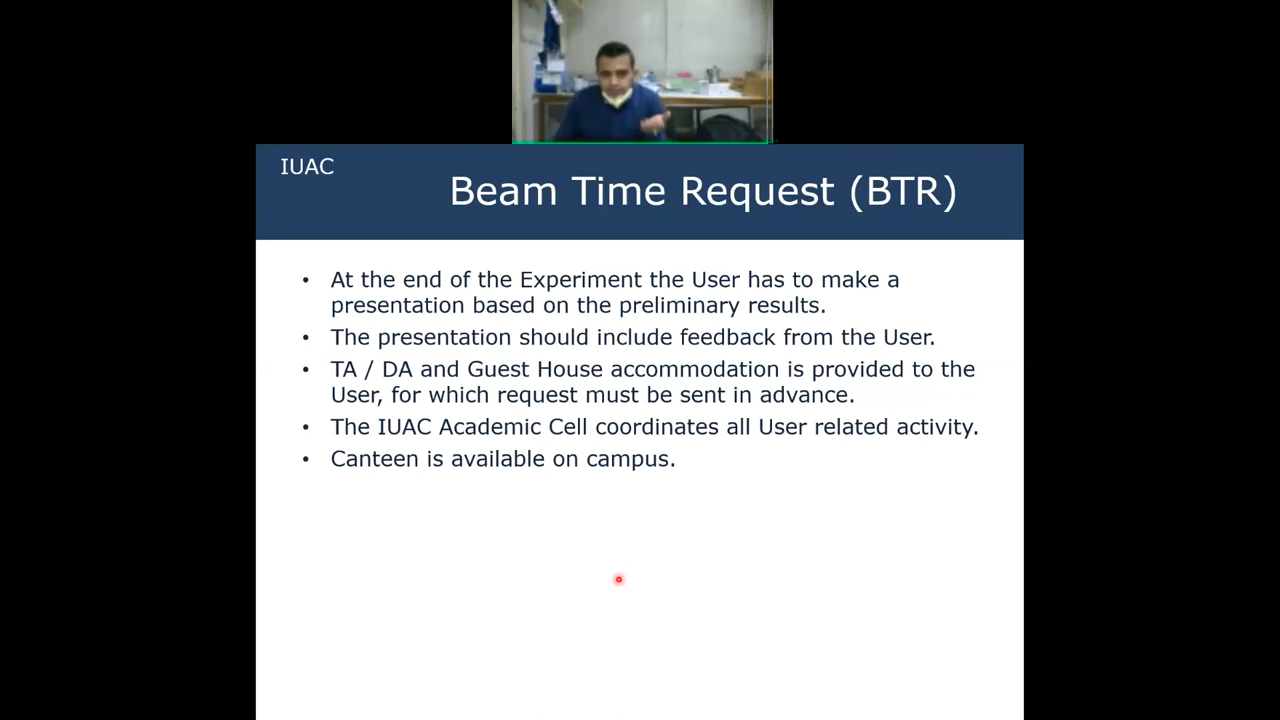 IUAC
Beam Time Request (BTR)
• At the end of the Experiment the User has to make a
presentation based on the preliminary results.
• The presentation should include feedback from the User.
• TA / DA and Guest House accommodation is provided to the
User, for which request must be sent in advance.
• The IUAC Academic Cell coordinates all User related activity.
• Canteen is available on campus.